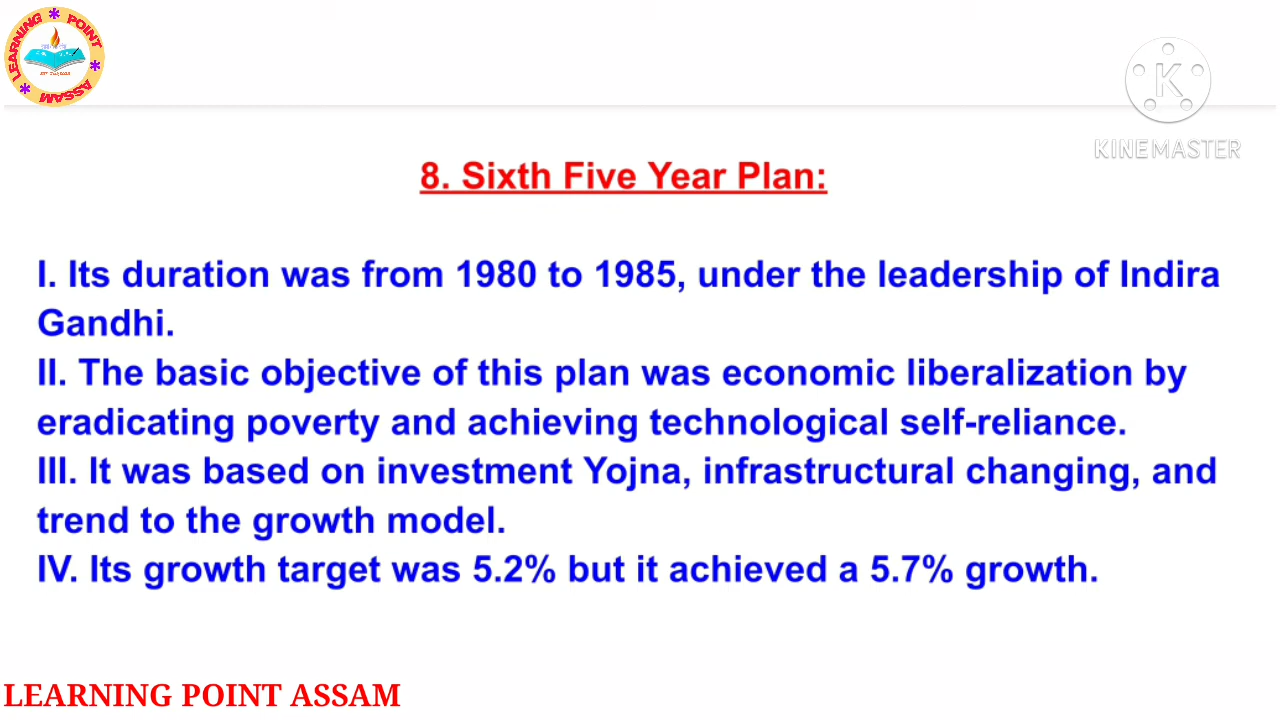 LEARNING POINT ASSAM
KINEMASTER
8. Sixth Five Year Plan:
I. Its duration was from 1980 to 1985, under the leadership of Indira
Gandhi.
II. The basic objective of this plan was economic liberalization by
eradicating poverty and achieving technological self-reliance.
III. It was based on investment Yojna, infrastructural changing, and
trend to the growth model.
IV. Its growth target was 5.2% but it achieved a 5.7% growth.
LEARNING POINT ASSAM